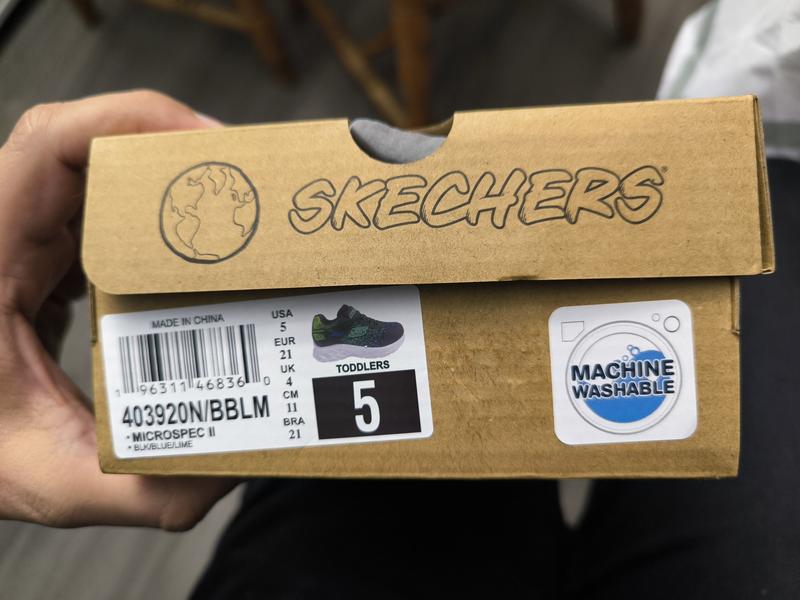 SKECHERS
MADE IN CHINA
1 96311 46836 0
403920N/BBLM
• MICROSPEC II
* BLK/BLUE/LIME
USA
5
EUR
21
UK
4
CM
11
BRA
21
TODDLERS
5
MACHINE
WASHABLE